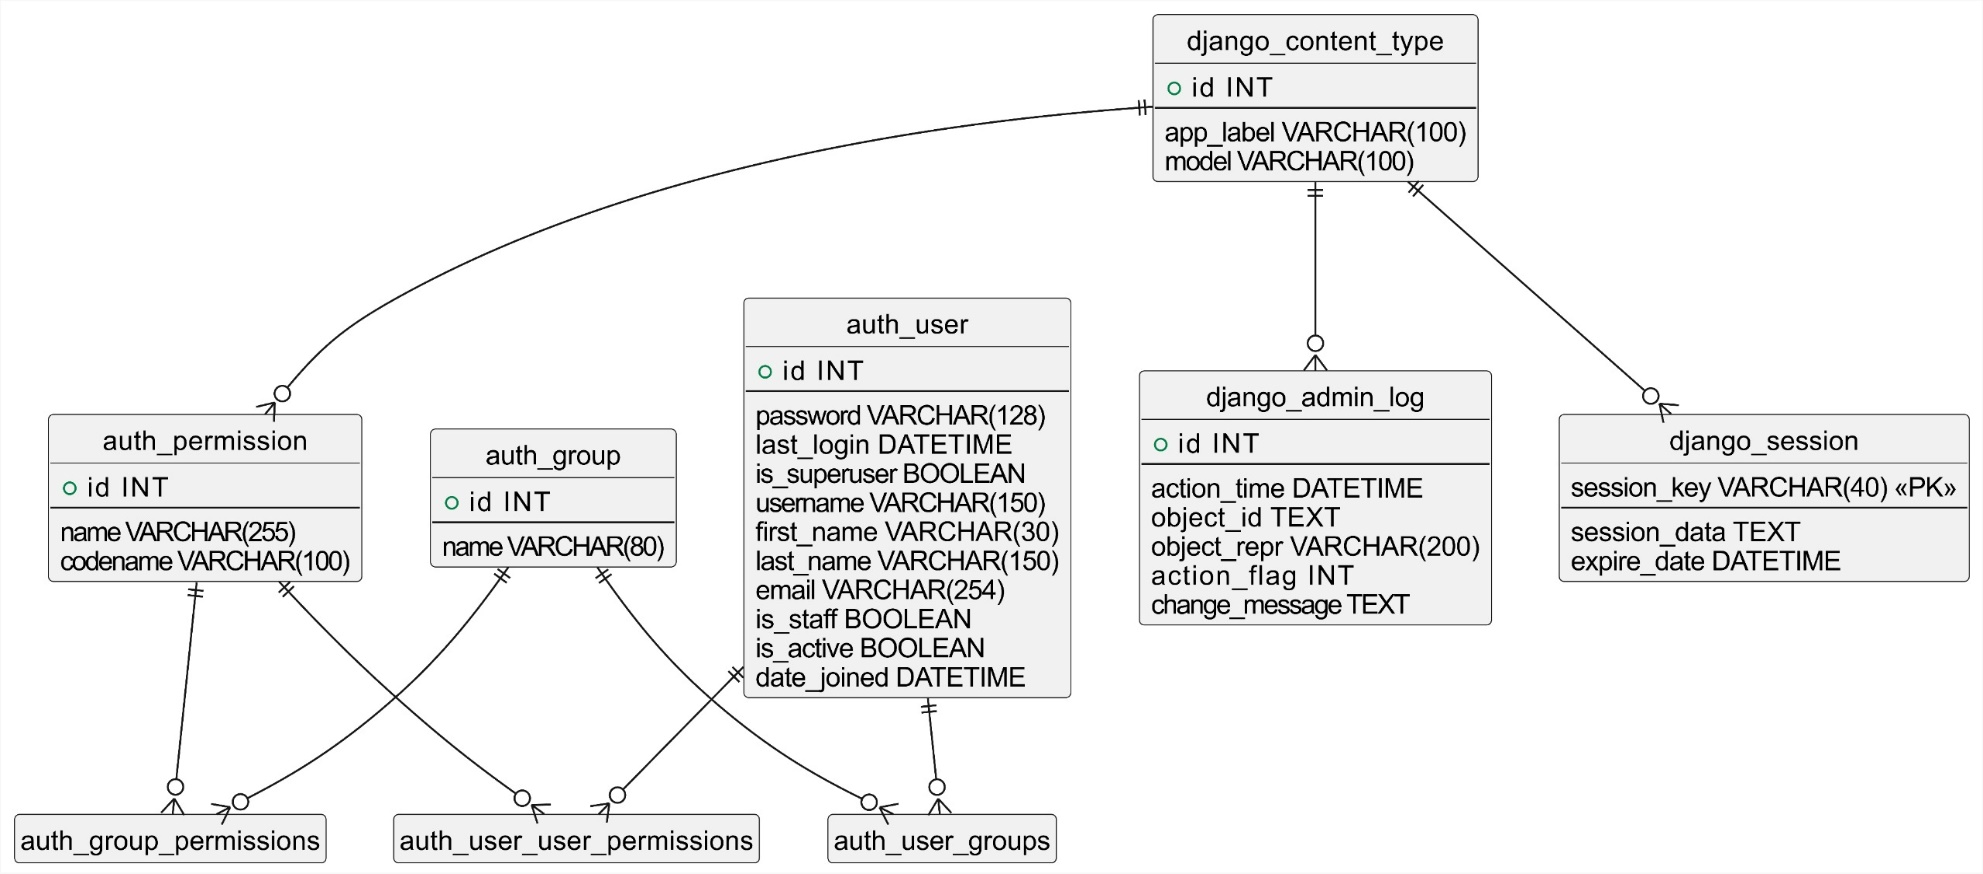 django_content_type
id INT
app_label VARCHAR(100)
model VARCHAR(100)
auth_user
id INT
password VARCHAR(128)
last_login DATETIME
is_superuser BOOLEAN
username VARCHAR(150)
first_name VARCHAR(30)
last_name VARCHAR(150)
email VARCHAR(254)
is_staff BOOLEAN
is_active BOOLEAN
date_joined DATETIME
django_admin_log
id INT
action_time DATETIME
object_id TEXT
object_repr VARCHAR(200)
action_flag INT
change_message TEXT
django_session
session_key VARCHAR(40) «PK»
session_data TEXT
expire_date DATETIME
auth_permission
id INT
name VARCHAR(255)
codename VARCHAR(100)
auth_group
id INT
name VARCHAR(80)
auth_group_permissions
auth_user_user_permissions
auth_user_groups